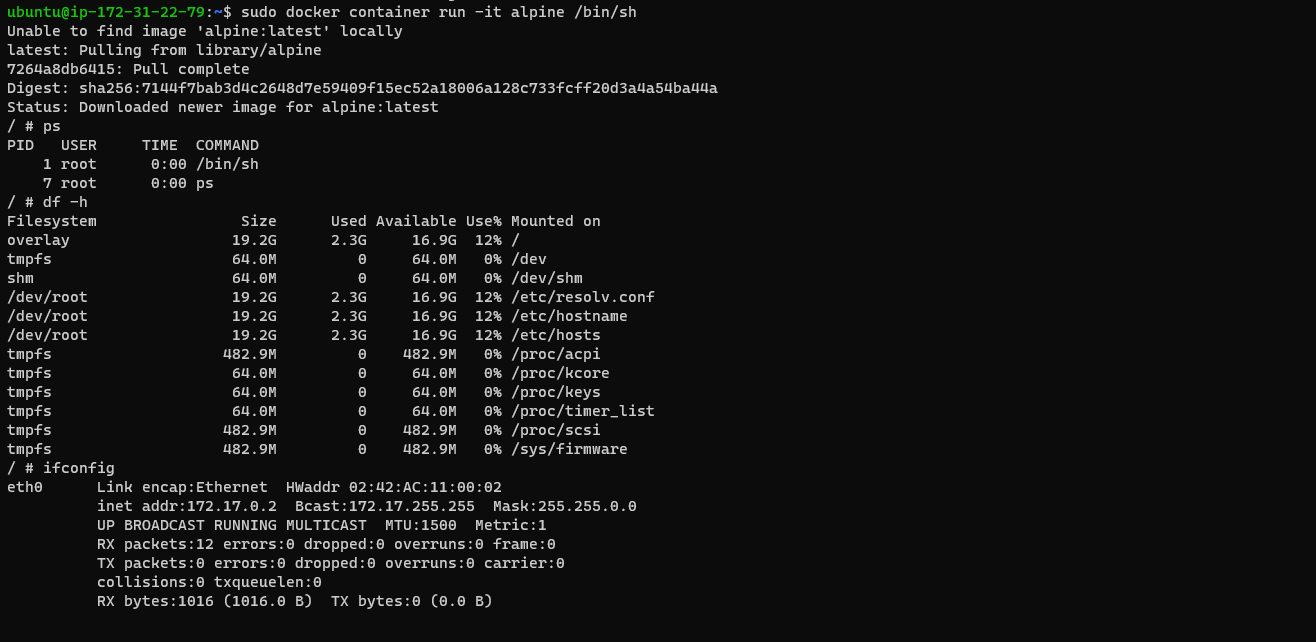 ubuntu@ip-172-31-22-79:~$ sudo docker container run -it alpine /bin/sh
Unable to find image 'alpine:latest' locally
latest: Pulling from library/alpine
7264a8db6415: Pull complete
Digest: sha256:7144f7bab3d4c2648d7e59409f15ec52a18006a128c733fcff20d3a4a54ba44a
Status: Downloaded newer image for alpine:latest
/ # ps
PID   USER     TIME  COMMAND
    1 root      0:00 /bin/sh
    7 root      0:00 ps
/ # df -h
Filesystem                Size      Used Available Use% Mounted on
overlay                  19.2G      2.3G     16.9G  12% /
tmpfs                    64.0M         0     64.0M   0% /dev
shm                      64.0M         0     64.0M   0% /dev/shm
/dev/root                19.2G      2.3G     16.9G  12% /etc/resolv.conf
/dev/root                19.2G      2.3G     16.9G  12% /etc/hostname
/dev/root                19.2G      2.3G     16.9G  12% /etc/hosts
tmpfs                   482.9M         0    482.9M   0% /proc/acpi
tmpfs                    64.0M         0     64.0M   0% /proc/kcore
tmpfs                    64.0M         0     64.0M   0% /proc/keys
tmpfs                    64.0M         0     64.0M   0% /proc/timer_list
tmpfs                   482.9M         0    482.9M   0% /proc/scsi
tmpfs                   482.9M         0    482.9M   0% /sys/firmware
/ # ifconfig
eth0      Link encap:Ethernet  HWaddr 02:42:AC:11:00:02
          inet addr:172.17.0.2  Bcast:172.17.255.255  Mask:255.255.0.0
          UP BROADCAST RUNNING MULTICAST  MTU:1500  Metric:1
          RX packets:12 errors:0 dropped:0 overruns:0 frame:0
          TX packets:0 errors:0 dropped:0 overruns:0 carrier:0
          collisions:0 txqueuelen:0
          RX bytes:1016 (1016.0 B)  TX bytes:0 (0.0 B)